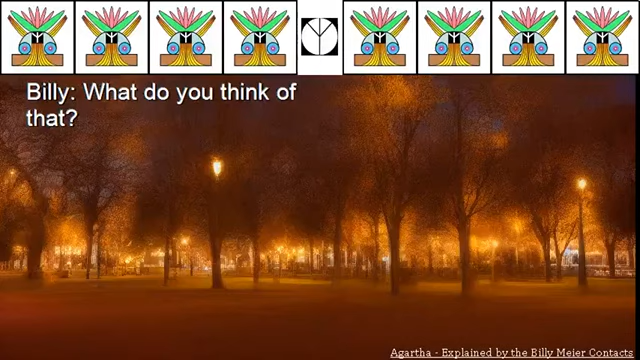 Billy: What do you think of
that?
Agartha - Explained by the Billy Meier Contacts